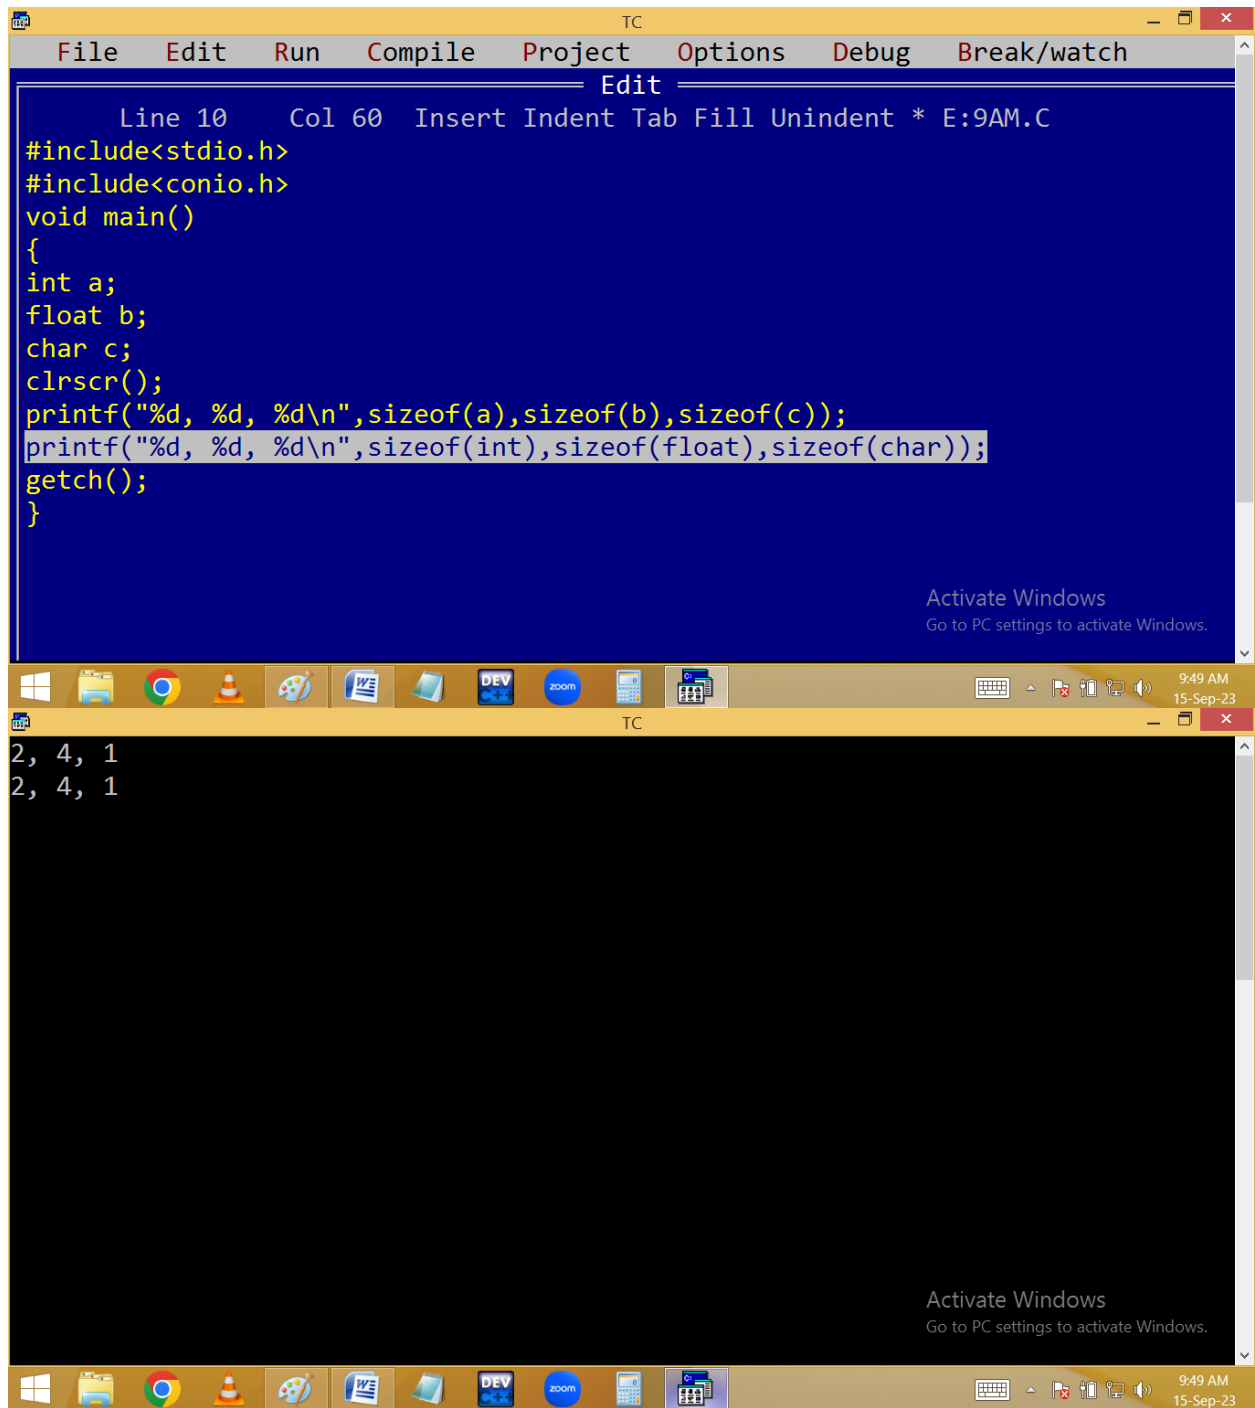 TC
File Edit Run Compile Project Options Debug Break/watch
Edit
Line 10 Col 60 Insert Indent Tab Fill Unindent * E:9AM.C
#include<stdio.h>
#include<conio.h>
void main()
{
int a;
float b;
char c;
clrscr();
printf("%d, %d, %d\n",sizeof(a),sizeof(b),sizeof(c));
printf("%d, %d, %d\n",sizeof(int),sizeof(float),sizeof(char));
getch();
}
Activate Windows
Go to PC settings to activate Windows.
DEV C++
zoom
9:49 AM
15-Sep-23
TC
2, 4, 1
2, 4, 1
Activate Windows
Go to PC settings to activate Windows.
DEV C++
zoom
9:49 AM
15-Sep-23